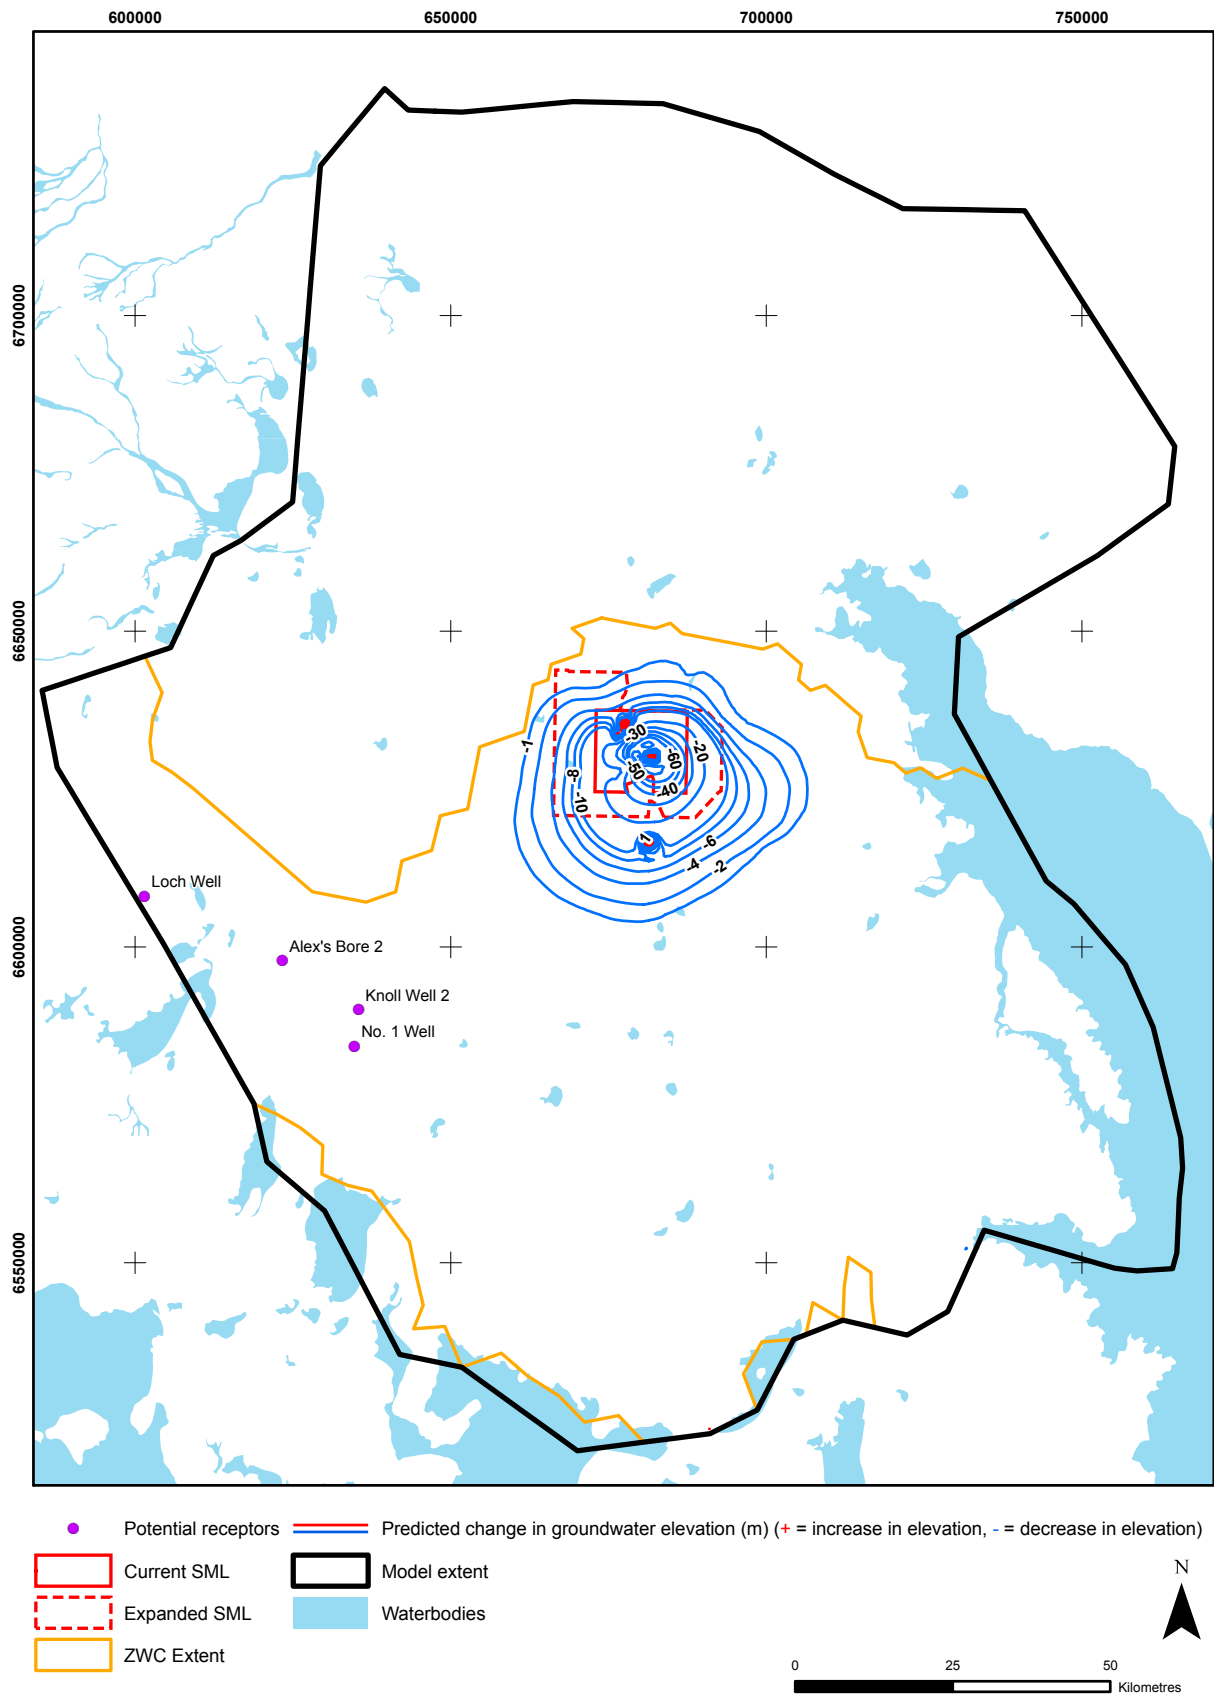 600000 650000 700000 750000
6700000
6650000
6600000
6550000
-1
-30
-20
-60
-50
-8
-40
-10
1
-6
-4
-2
Loch Well
Alex's Bore 2
Knoll Well 2
No. 1 Well
Potential receptors
Predicted change in groundwater elevation (m) (+ = increase in elevation, - = decrease in elevation)
Current SML
Model extent
Expanded SML
Waterbodies
ZWC Extent
N
0 25 50
Kilometres